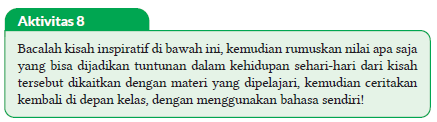 Aktivitas 8
Bacalah kisah inspiratif di bawah ini, kemudian rumuskan nilai apa saja
yang bisa dijadikan tuntunan dalam kehidupan sehari-hari dari kisah
tersebut dikaitkan dengan materi yang dipelajari, kemudian ceritakan
kembali di depan kelas, dengan menggunakan bahasa sendiri!